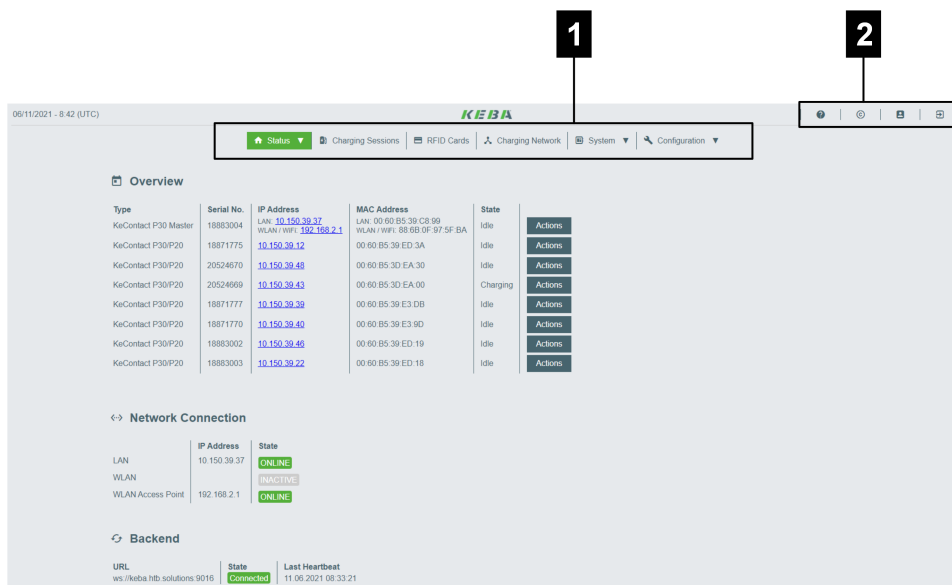 1
2
06/11/2021 - 8:42 (UTC)
KEBA
Status ▼ Charging Sessions RFID Cards Charging Network System ▼ Configuration ▼
Overview
Type Serial No. IP Address MAC Address State
KeContact P30 Master 18883004 LAN: 10.150.39.37 LAN: 00:60:B5:39:C8:99 Idle Actions
WLAN / WIFI: 192.168.2.1 WLAN / WIFI: 88:6B:0F:97:5F:BA
KeContact P30/P20 18871775 10.150.39.12 00:60:B5:39:ED:3A Idle Actions
KeContact P30/P20 20524670 10.150.39.48 00:60:B5:3D:EA:30 Idle Actions
KeContact P30/P20 20524669 10.150.39.43 00:60:B5:3D:EA:00 Charging Actions
KeContact P30/P20 18871777 10.150.39.39 00:60:B5:39:E3:DB Idle Actions
KeContact P30/P20 18871770 10.150.39.40 00:60:B5:39:E3:9D Idle Actions
KeContact P30/P20 18883002 10.150.39.46 00:60:B5:39:ED:19 Idle Actions
KeContact P30/P20 18883003 10.150.39.22 00:60:B5:39:ED:18 Idle Actions
Network Connection
IP Address State
LAN 10.150.39.37 ONLINE
WLAN INACTIVE
WLAN Access Point 192.168.2.1 ONLINE
Backend
URL State Last Heartbeat
ws://keba.htb.solutions:9016 Connected 11.06.2021 08:33:21